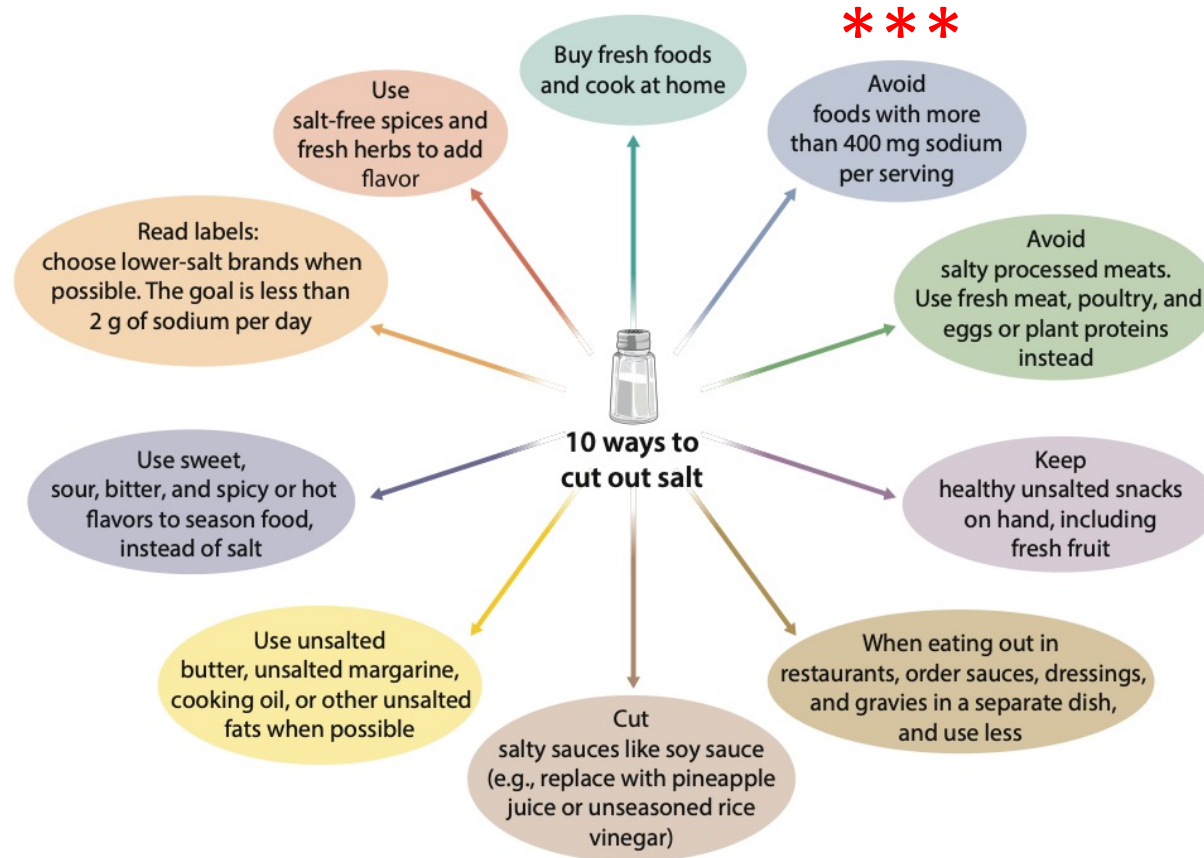 ***
Buy fresh foods
and cook at home
Avoid
foods with more
than 400 mg sodium
per serving
Avoid
salty processed meats.
Use fresh meat, poultry, and
eggs or plant proteins
instead
Keep
healthy unsalted snacks
on hand, including
fresh fruit
When eating out in
restaurants, order sauces, dressings,
and gravies in a separate dish,
and use less
Cut
salty sauces like soy sauce
(e.g., replace with pineapple
juice or unseasoned rice
vinegar)
Use unsalted
butter, unsalted margarine,
cooking oil, or other unsalted
fats when possible
Use sweet,
sour, bitter, and spicy or hot
flavors to season food,
instead of salt
Read labels:
choose lower-salt brands when
possible. The goal is less than
2 g of sodium per day
Use
salt-free spices and
fresh herbs to add
flavor
10 ways to
cut out salt